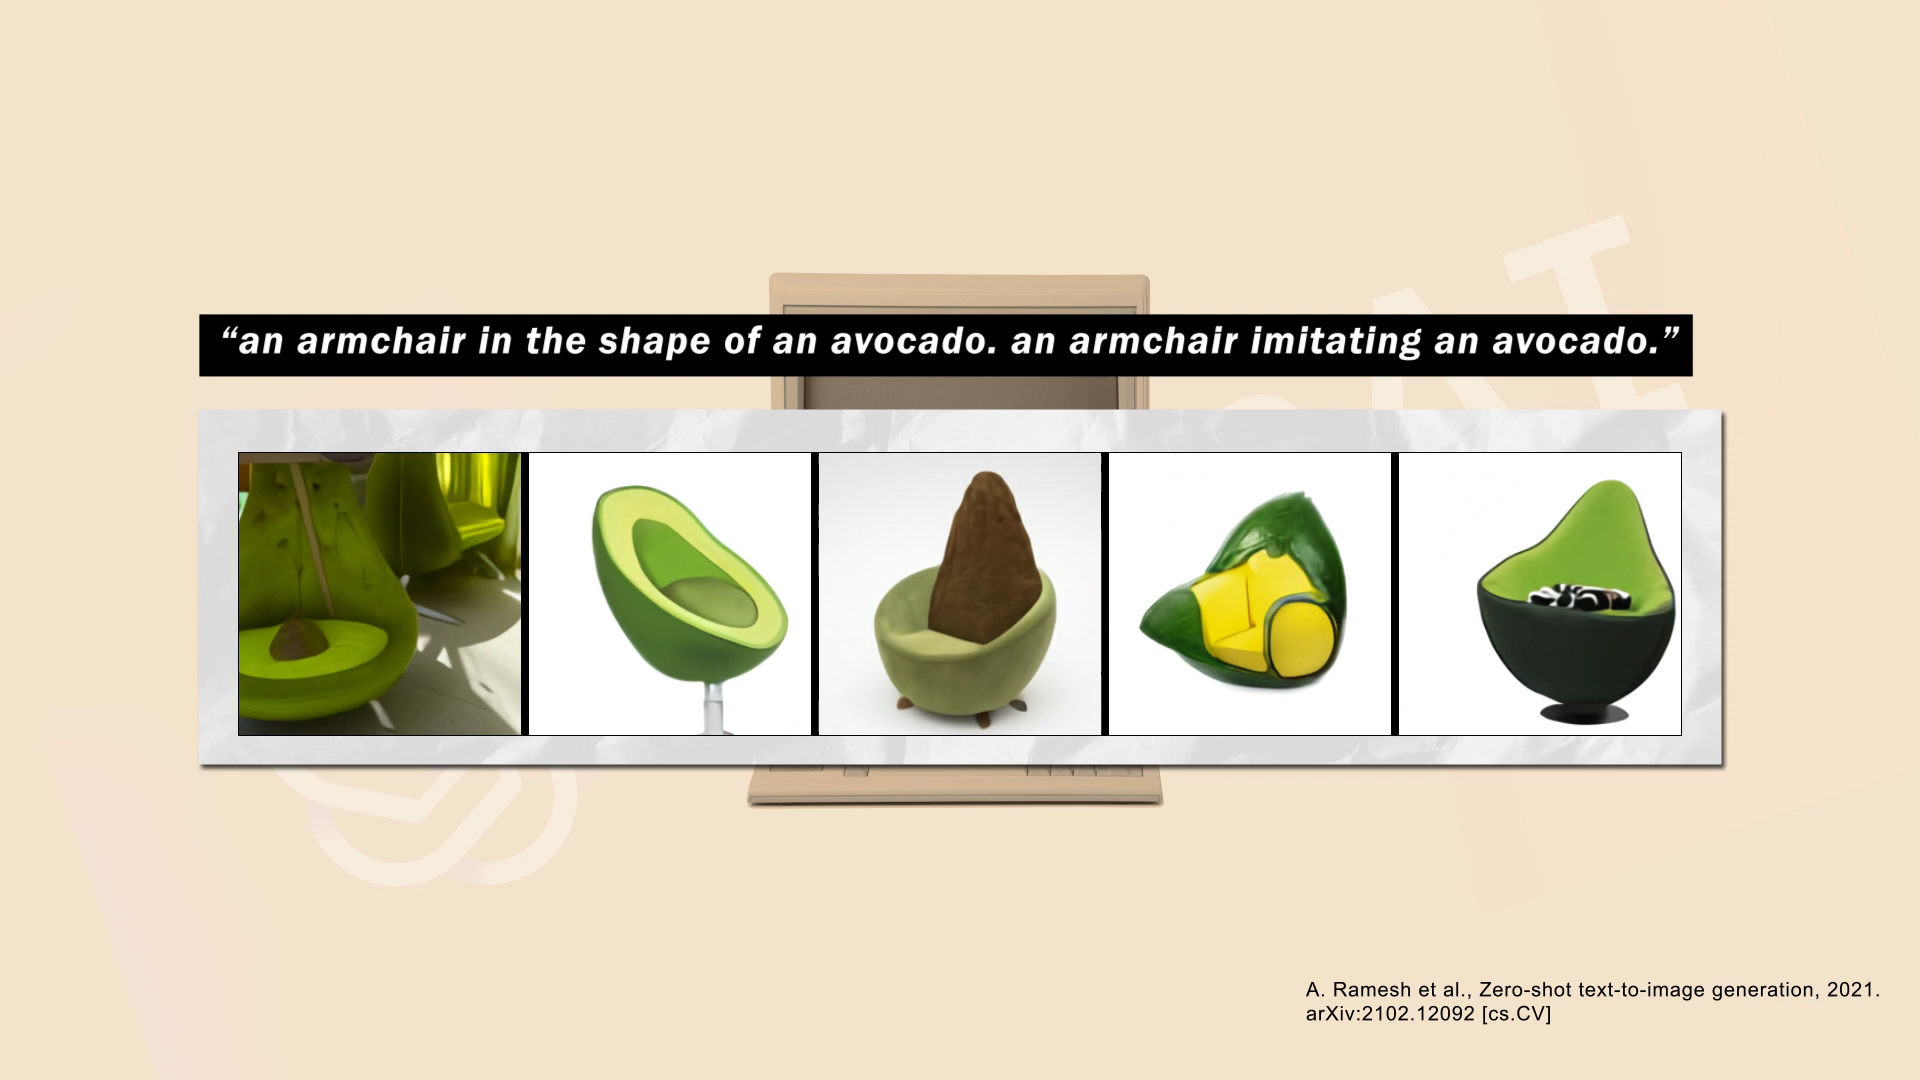 “an armchair in the shape of an avocado. an armchair imitating an avocado.”
A. Ramesh et al., Zero-shot text-to-image generation, 2021.
arXiv:2102.12092 [cs.CV]